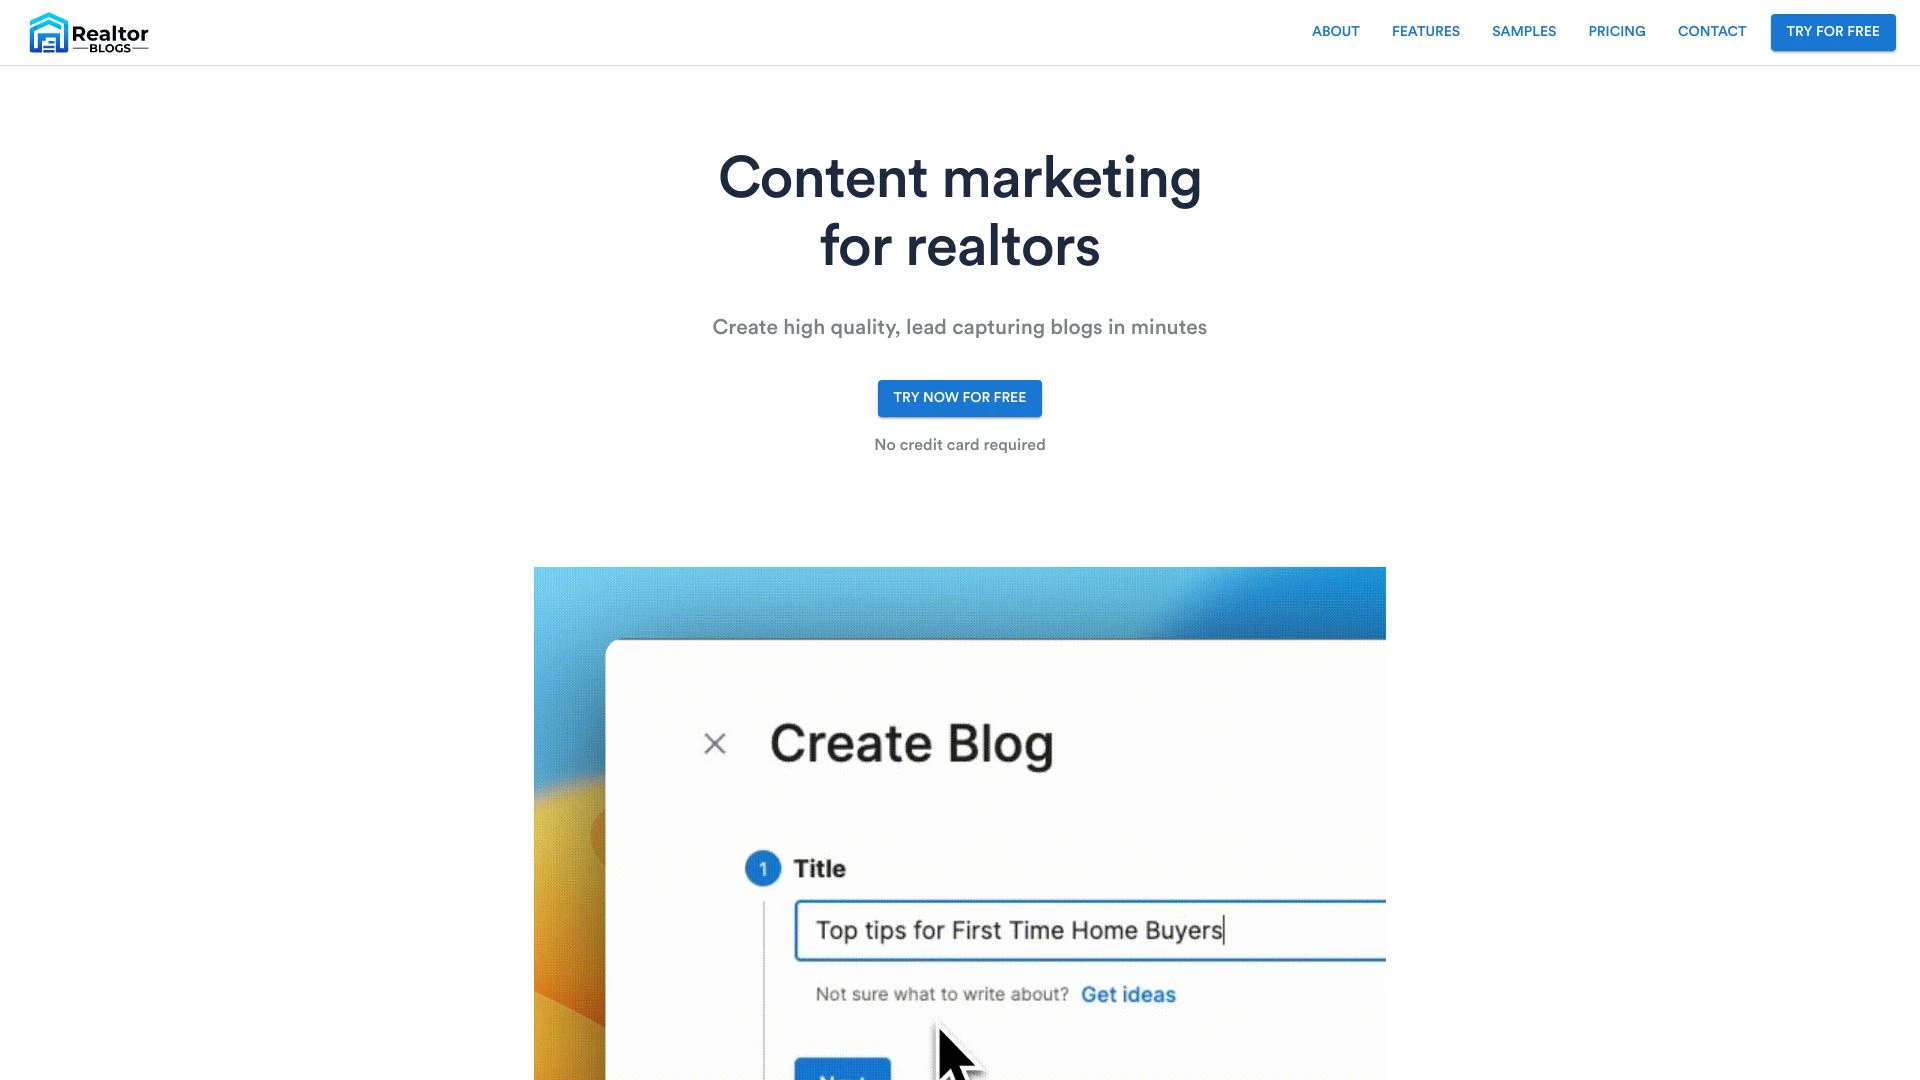 Realtor
BLOGS
ABOUT
FEATURES
SAMPLES
PRICING
CONTACT
TRY FOR FREE
Content marketing
for realtors
Create high quality, lead capturing blogs in minutes
TRY NOW FOR FREE
No credit card required
Create Blog
1 Title
Top tips for First Time Home Buyers
Not sure what to write about? Get ideas